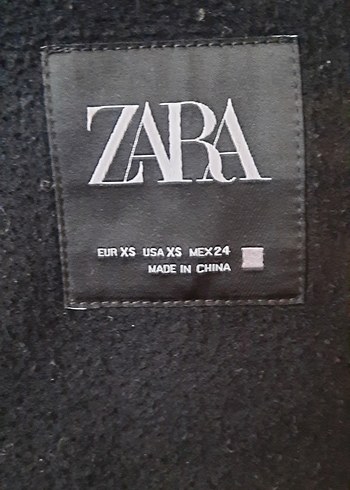 ZARA
EUR XS USA XS MEX 24
MADE IN CHINA